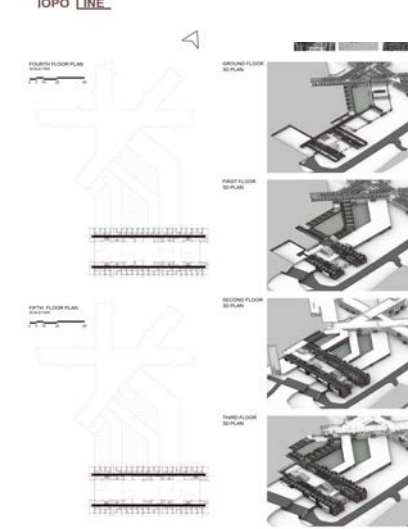 TOPO LINE
FOURTH FLOOR PLAN
GROUND FLOOR
3D-PLAN
FIRST FLOOR
3D-PLAN
FIFTH FLOOR PLAN
SECOND FLOOR
3D-PLAN
THIRD FLOOR
3D-PLAN